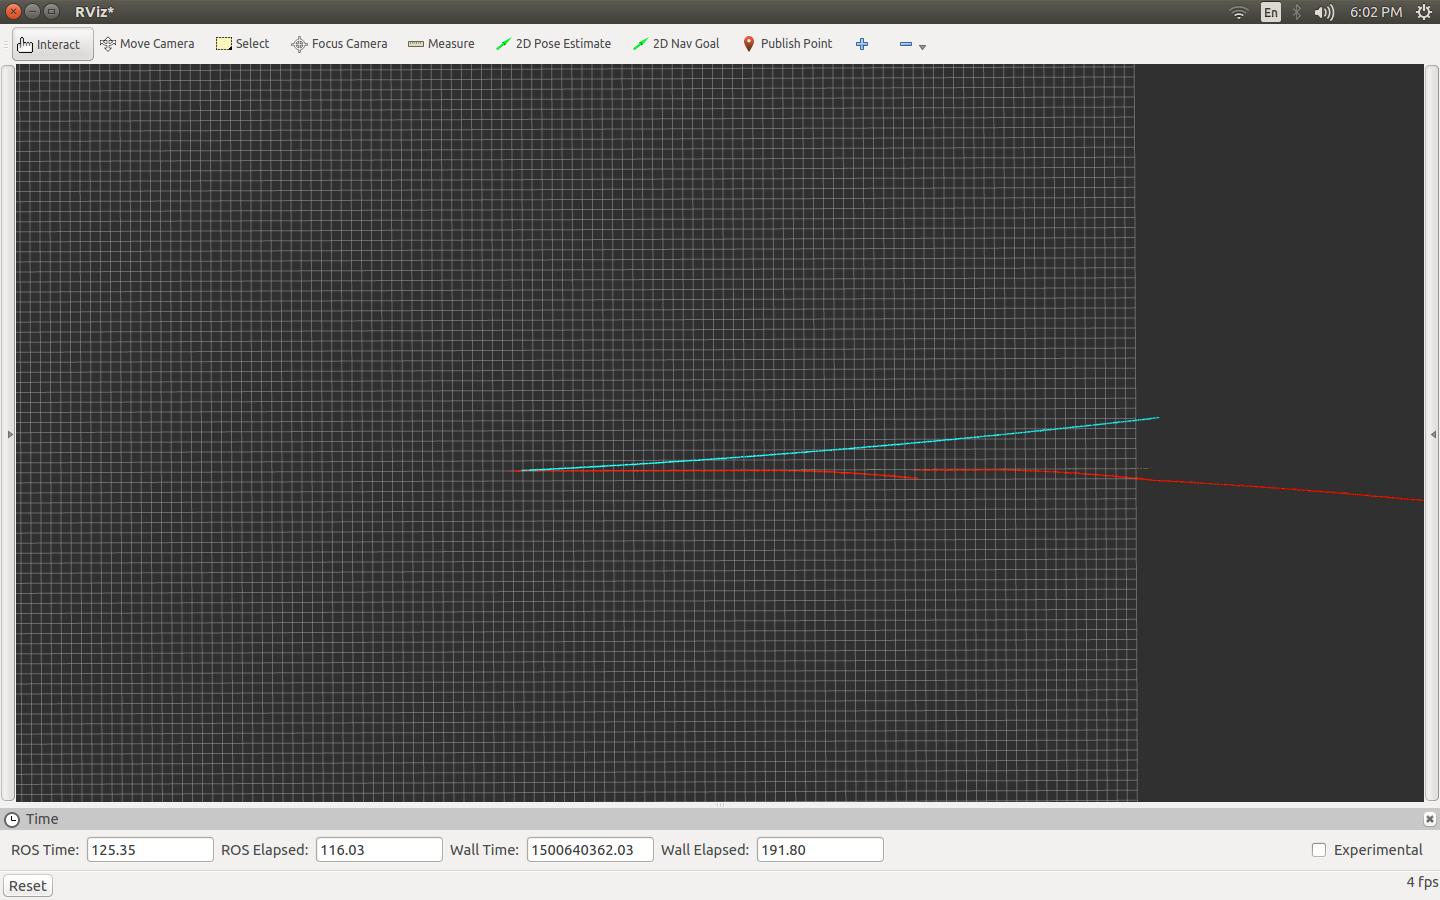 RViz*
En
6:02 PM
Interact Move Camera Select Focus Camera Measure 2D Pose Estimate 2D Nav Goal Publish Point
Time
ROS Time: 125.35 ROS Elapsed: 116.03 Wall Time: 1500640362.03 Wall Elapsed: 191.80 Experimental
Reset
4 fps